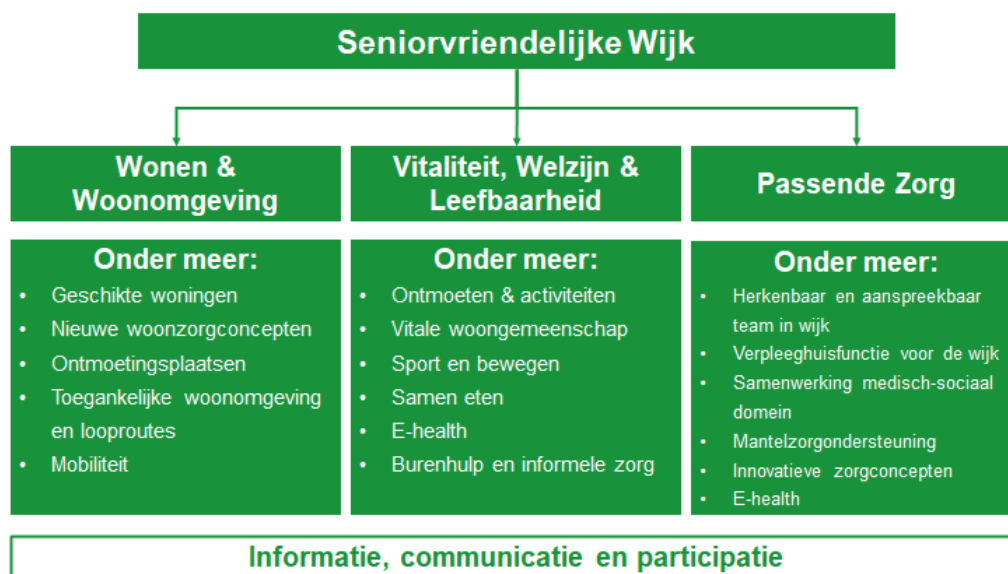 Seniorvriendelijke Wijk
Wonen &
Woonomgeving
Vitaliteit, Welzijn &
Leefbaarheid
Passende Zorg
Onder meer:
• Geschikte woningen
• Nieuwe woonzorgconcepten
• Ontmoetingsplaatsen
• Toegankelijke woonomgeving
en looproutes
• Mobiliteit
Onder meer:
• Ontmoeten & activiteiten
• Vitale woongemeenschap
• Sport en bewegen
• Samen eten
• E-health
• Burenhulp en informele zorg
Onder meer:
• Herkenbaar en aanspreekbaar
team in wijk
• Verpleeghuisfunctie voor de wijk
• Samenwerking medisch-sociaal
domein
• Mantelzorgondersteuning
• Innovatieve zorgconcepten
• E-health
Informatie, communicatie en participatie